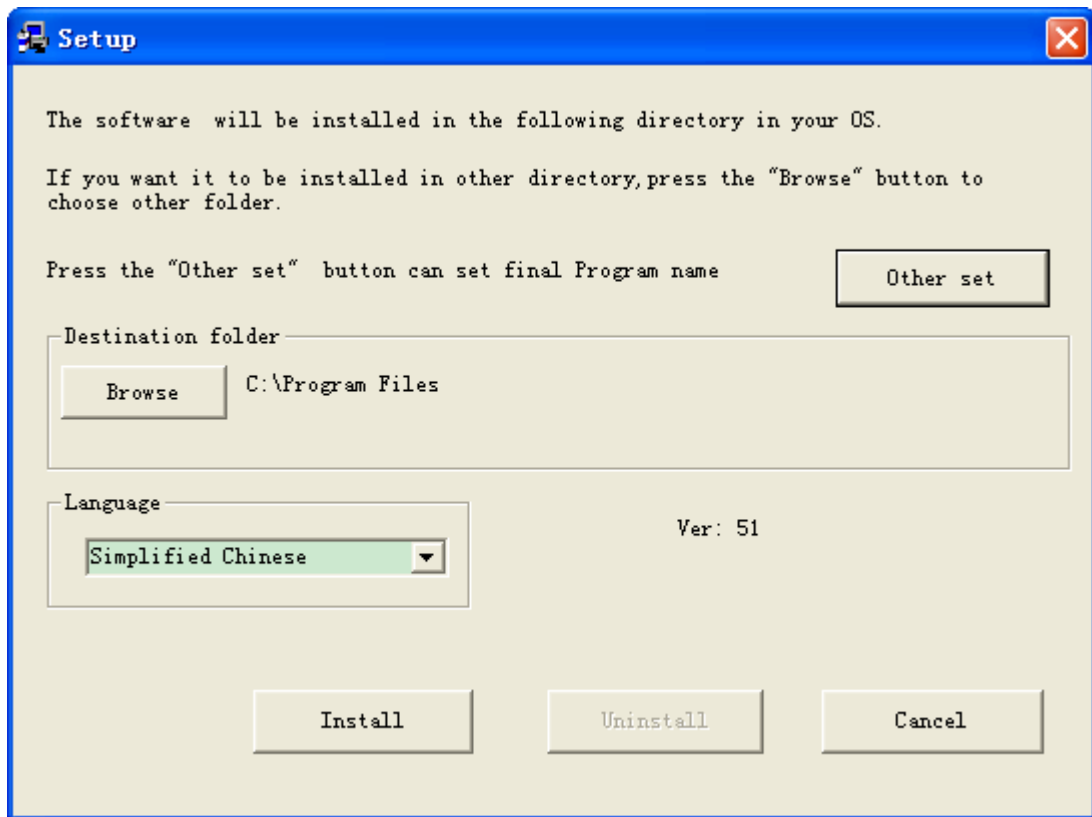 Setup
The software  will be installed in the following directory in your OS.
If you want it to be installed in other directory,press the "Browse" button to
choose other folder.
Press the "Other set"  button can set final Program name
Other set
Destination folder
Browse
C:\Program Files
Language
Simplified Chinese
Ver: 51
Install
Uninstall
Cancel